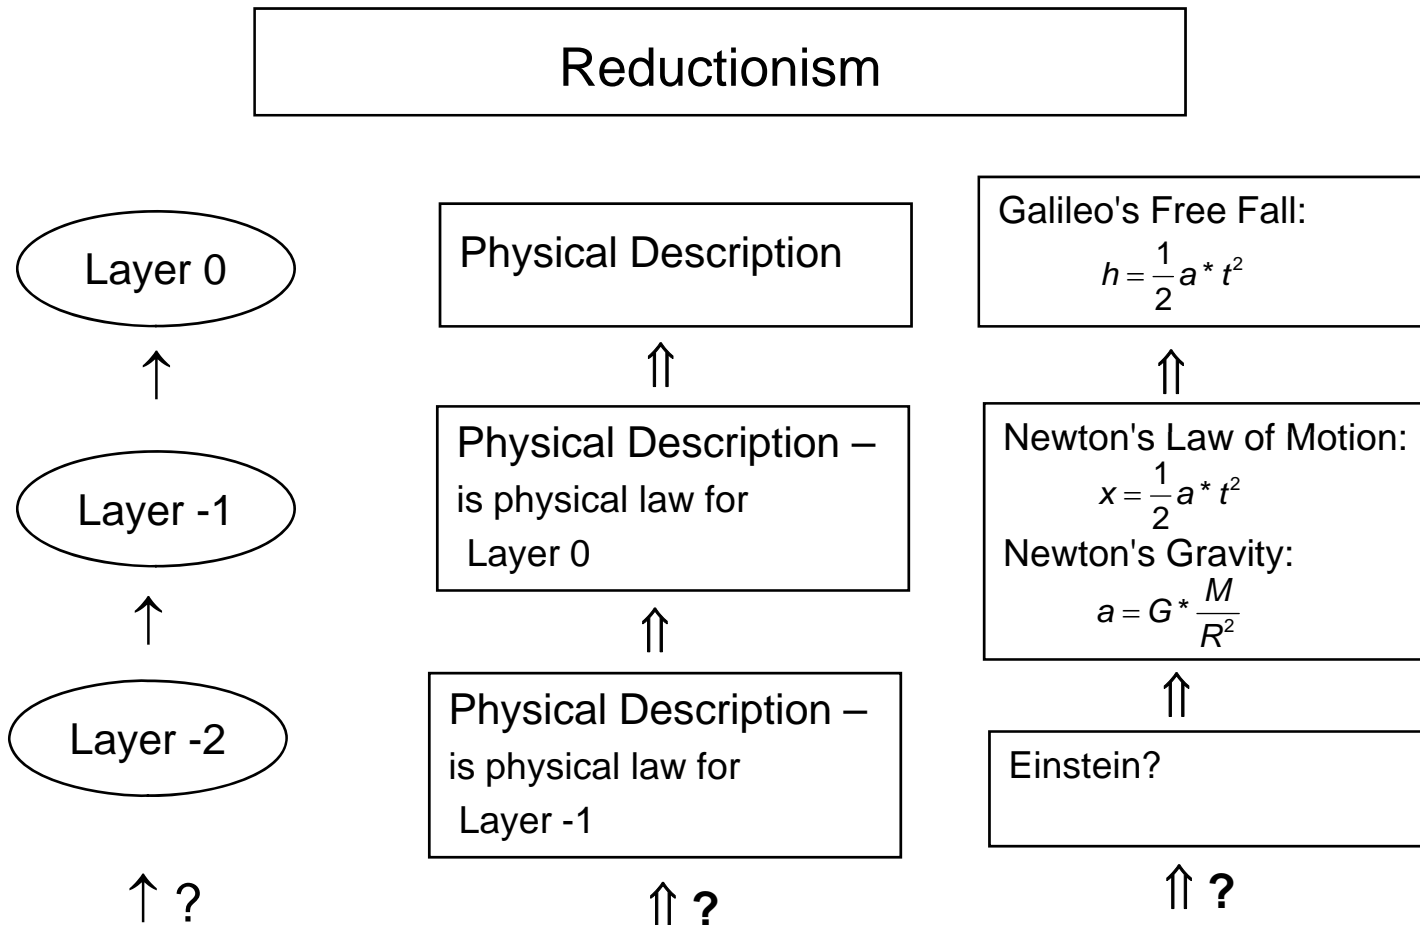 Reductionism
Layer 0
↑
Layer -1
↑
Layer -2
↑ ?
Physical Description
⇑
Physical Description –
is physical law for
Layer 0
⇑
Physical Description –
is physical law for
Layer -1
⇑ ?
Galileo's Free Fall:
h = 1/2 a * t²
⇑
Newton's Law of Motion:
x = 1/2 a * t²
Newton's Gravity:
a = G * M/R²
⇑
Einstein?
⇑ ?